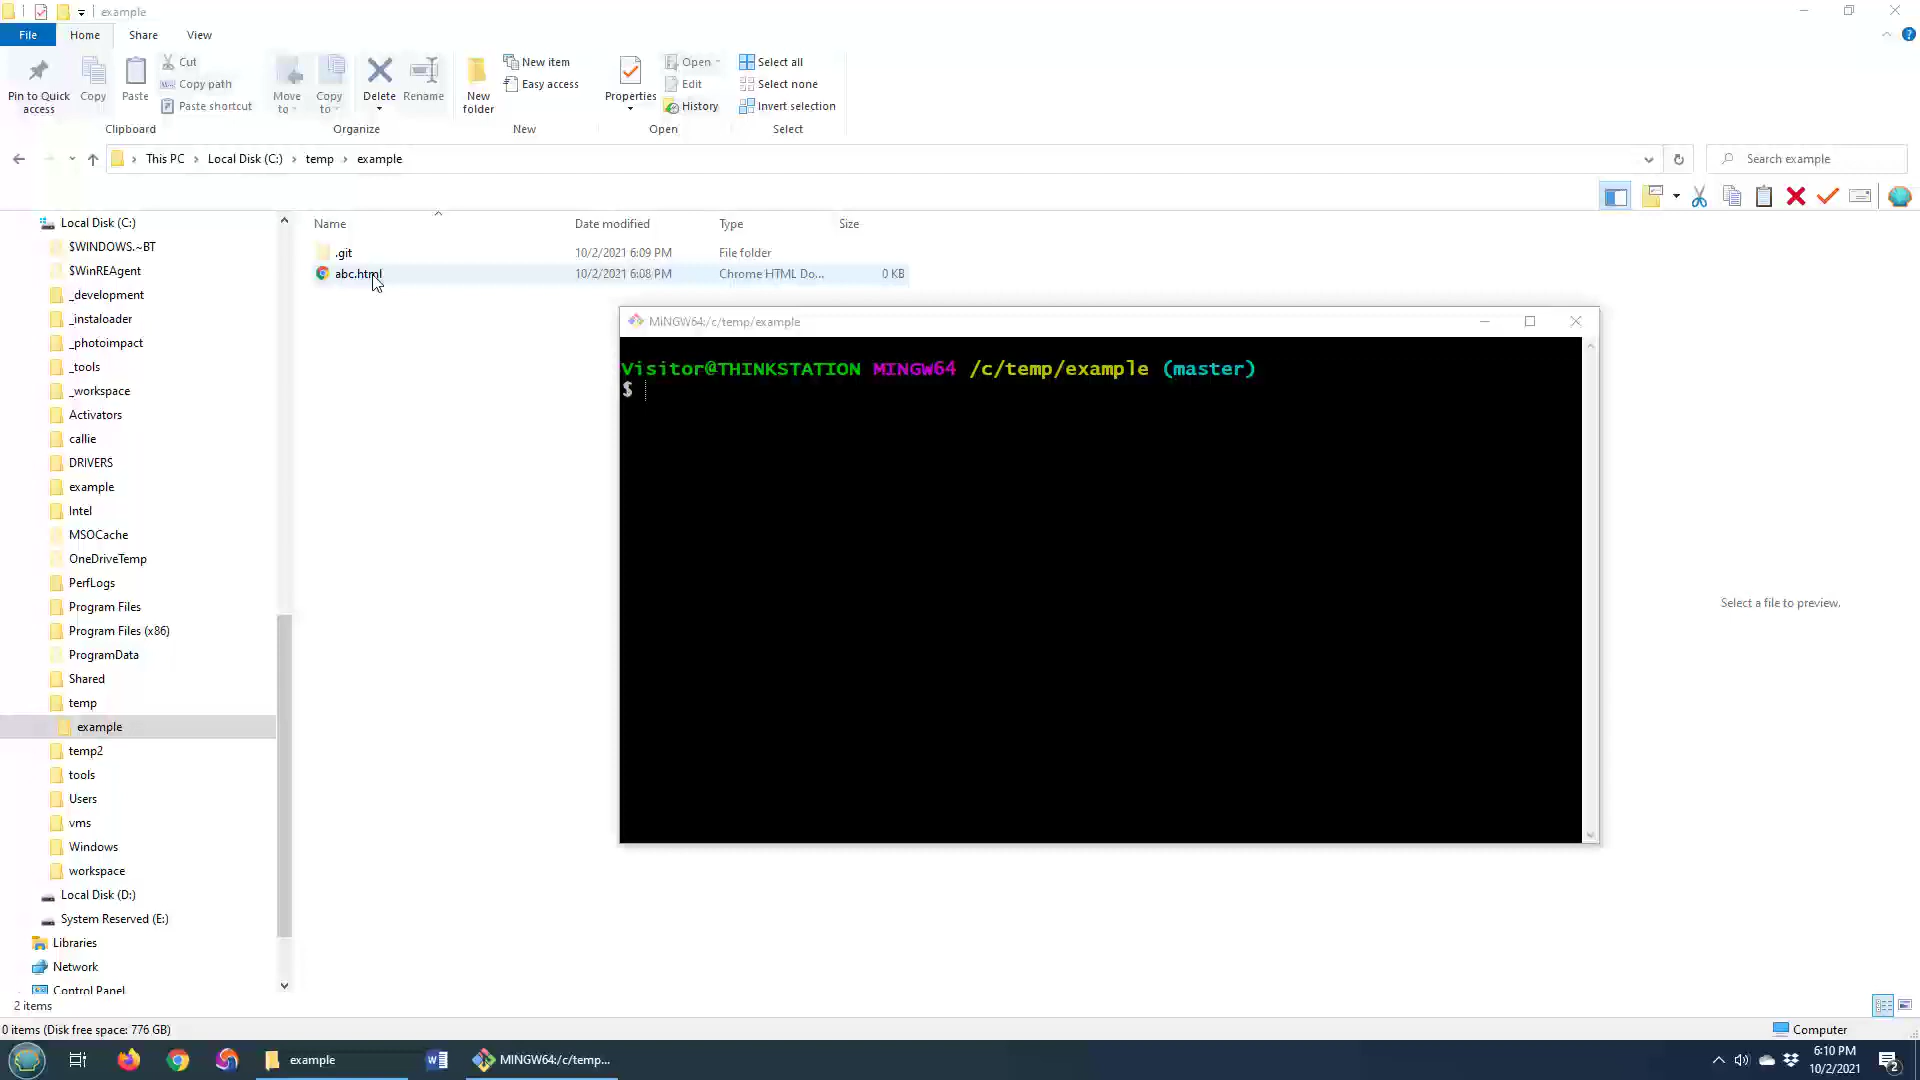 example
File Home Share View
Pin to Quick access
Copy
Paste
Cut
Copy path
Paste shortcut
Clipboard
Move to
Copy to
Delete
Rename
Organize
New folder
New item
Easy access
New
Properties
Open
Edit
History
Open
Select all
Select none
Invert selection
Select
This PC > Local Disk (C:) > temp > example
Search example
Name Date modified Type Size
.git 10/2/2021 6:09 PM File folder
abc.html 10/2/2021 6:08 PM Chrome HTML Do... 0 KB
Local Disk (C:)
$WINDOWS.~BT
$WinREAgent
_development
_instaloader
_photoimpact
_tools
_workspace
Activators
callie
DRIVERS
example
Intel
MSOCache
OneDriveTemp
PerfLogs
Program Files
Program Files (x86)
ProgramData
Shared
temp
example
temp2
tools
Users
vms
Windows
workspace
Local Disk (D:)
System Reserved (E:)
Libraries
Network
Control Panel
MINGW64:/c/temp/example
Visitor@THINKSTATION MINGW64 /c/temp/example (master)
$
Select a file to preview.
2 items
0 items (Disk free space: 776 GB)
Computer
example
MINGW64:/c/temp...
6:10 PM
10/2/2021
2